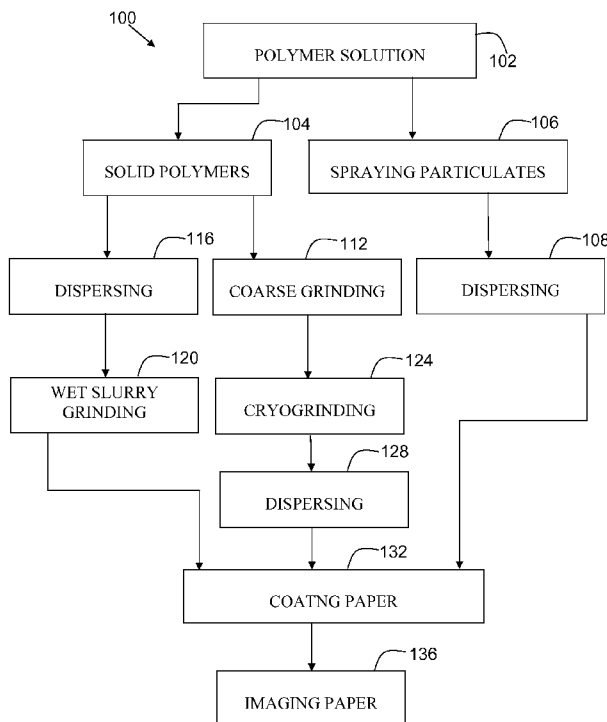 100
POLYMER SOLUTION
102
104
106
SOLID POLYMERS
SPRAYING PARTICULATES
116
112
108
DISPERSING
COARSE GRINDING
DISPERSING
120
124
WET SLURRY
GRINDING
CRYOGRINDING
128
DISPERSING
132
COATNG PAPER
136
IMAGING PAPER